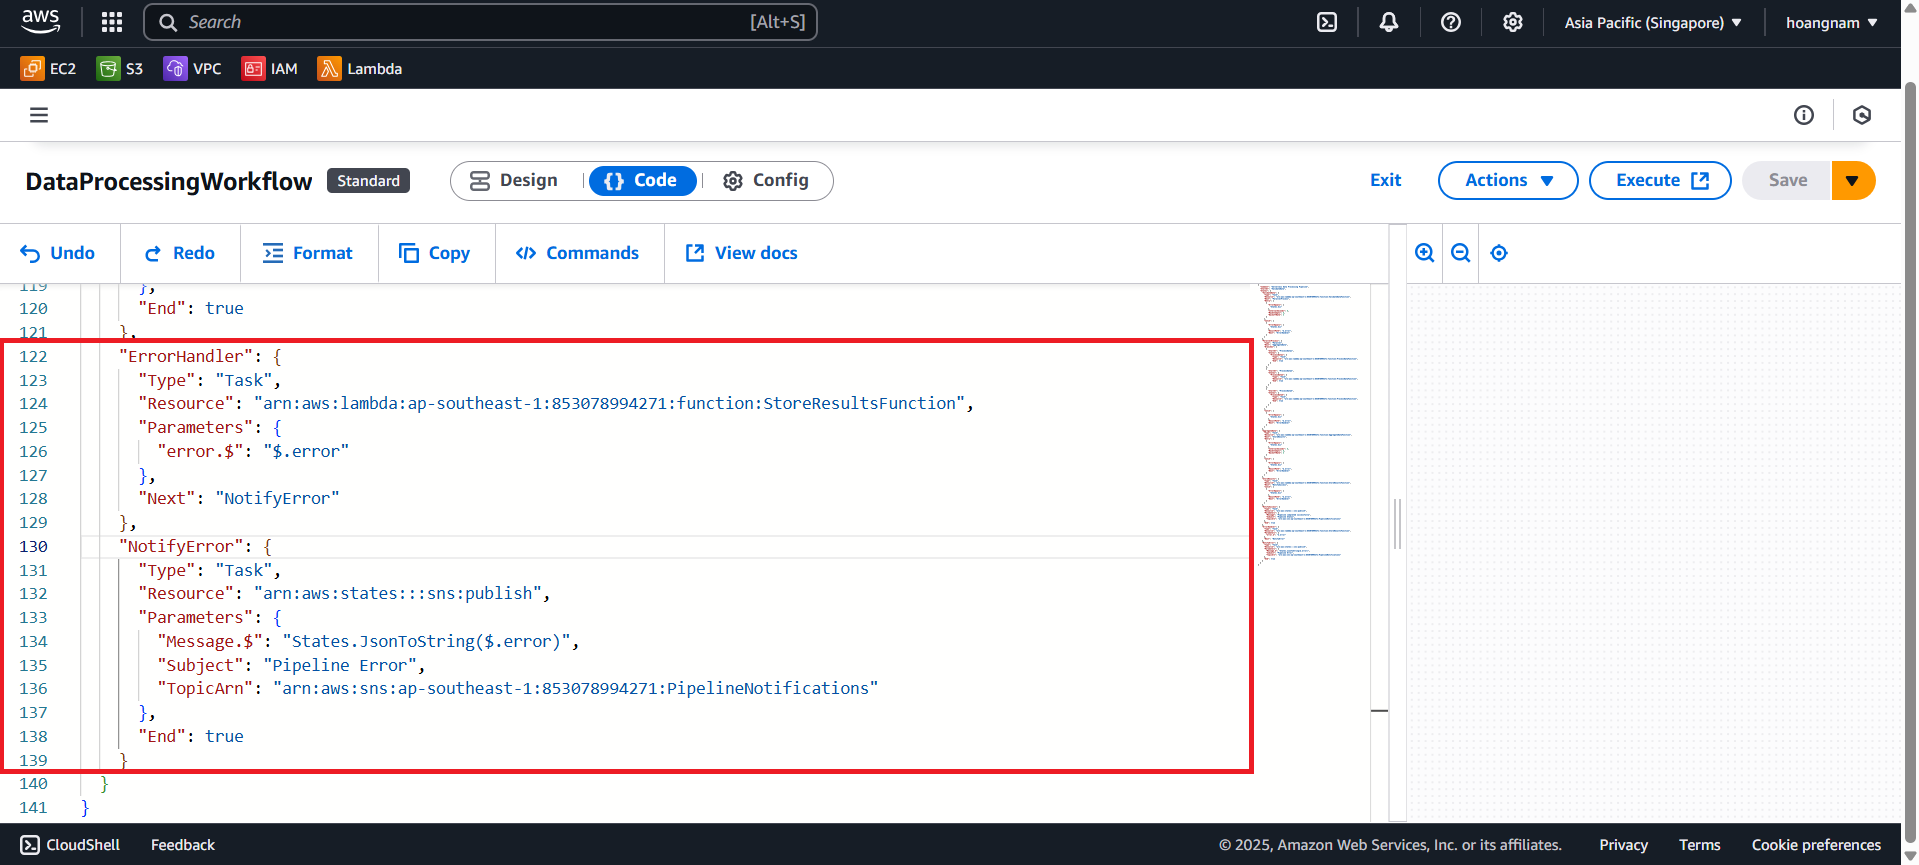 aws
Search [Alt+S]
Asia Pacific (Singapore)
hoangnam
EC2 S3 VPC IAM Lambda
DataProcessingWorkflow Standard Design {} Code Config Exit Actions Execute Save
Undo Redo Format Copy Commands View docs
119 },
120 "End": true
121 },
122 "ErrorHandler": {
123 "Type": "Task",
124 "Resource": "arn:aws:lambda:ap-southeast-1:853078994271:function:StoreResultsFunction",
125 "Parameters": {
126 "error.$": "$.error"
127 },
128 "Next": "NotifyError"
129 },
130 "NotifyError": {
131 "Type": "Task",
132 "Resource": "arn:aws:states:::sns:publish",
133 "Parameters": {
134 "Message.$": "States.JsonToString($.error)",
135 "Subject": "Pipeline Error",
136 "TopicArn": "arn:aws:sns:ap-southeast-1:853078994271:PipelineNotifications"
137 },
138 "End": true
139 }
140 }
141 }
CloudShell Feedback © 2025, Amazon Web Services, Inc. or its affiliates. Privacy Terms Cookie preferences